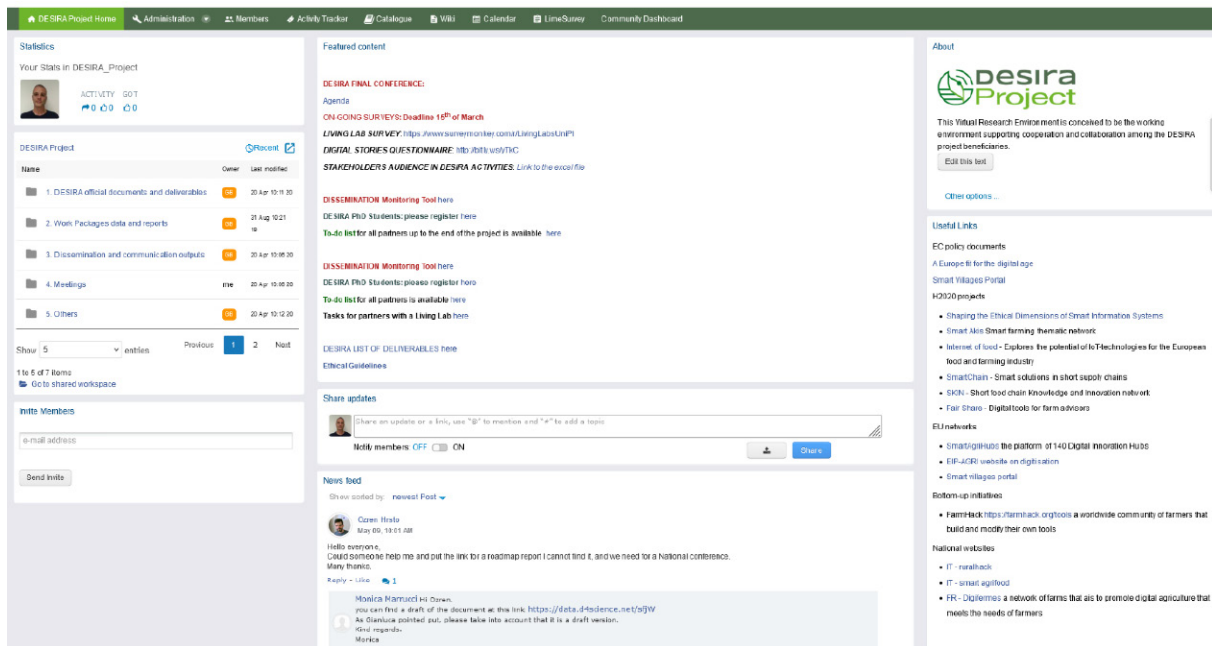 DESIRA Project Home
Administration
Members
Activity Tracker
Catalogue
Wiki
Calendar
LimeSurvey
Community Dashboard
Statistics
Your Stats in DESIRA_Project
ACTIVITY GOT
0 0 0
DESIRA Project
Recent
Name Owner Last modified
1. DESIRA official documents and deliverables 20 Apr 10:11 20
2. Work Packages data and reports 31 Aug 10:21
19
3. Dissemination and communication outputs 20 Apr 10:05 20
4. Meetings me 20 Apr 10:05 20
5. Others 20 Apr 10:12 20
Show 5 entries Previous 1 2 Next
1 to 5 of 7 items
Go to shared workspace
Invite Members
e-mail address
Send Invite
Featured content
DESIRA FINAL CONFERENCE:
Agenda
ON-GOING SURVEYS: Deadline 15th of March
LIVING LAB SURVEY: https://www.surveymonkey.com/r/LivingLabsUniPI
DIGITAL STORIES QUESTIONNAIRE:
STAKEHOLDERS AUDIENCE IN DESIRA ACTIVITIES: Link to the excel file
DISSEMINATION Monitoring Tool here
DESIRA PhD Students: please register here
To-do list for all partners up to the end of the project is available here
DISSEMINATION Monitoring Tool here
DESIRA PhD Students: please register here
To-do list for all partners is available here
Tasks for partners with a Living Lab here
DESIRA LIST OF DELIVERABLES here
Ethical Guidelines
Share updates
Share an update or a link, use "@" to mention and "#" to add a topic
Notify members: OFF ON
Share
News feed
Show sorted by: newest Post
May 09, 10:01 AM
Hello everyone,
Could someone help me and put the link for a roadmap report I cannot find it, and we need for a National conference.
Many thanks.
Reply - Like 1
Monica Marrucci Hi Ozren,
you can find a draft of the document at this link https://data.d4science.net/sfjW
As Gianluca pointed put, please take into account that it is a draft version.
Kind regards.
Monica
About
Desira
Project
This Virtual Research Environment is conceived to be the working
environment supporting cooperation and collaboration among the DESIRA
project beneficiaries.
Edit this text
Other options ...
Useful Links
EC policy documents
A Europe fit for the digital age
Smart Villages Portal
H2020 projects
• Shaping the Ethical Dimensions of Smart Information Systems
• Smart Akis Smart farming thematic network
• Internet of food - Explores the potential of IoT-technologies for the European
food and farming industry
• SmartChain - Smart solutions in short supply chains
• SKIN - Short food chain Knowledge and Innovation network
• Fair Share - Digital tools for farm advisors
EU networks
• SmartAgriHubs the platform of 140 Digital Innovation Hubs
• EIP-AGRI website on digitisation
• Smart villages portal
Bottom-up initiatives
• FarmHack https://farmhack.org/tools a worldwide community of farmers that
build and modify their own tools
National websites
• IT - ruralhack
• IT - smart agrifood
• FR - Digifermes a network of farms that ais to promote digital agriculture that
meets the needs of farmers